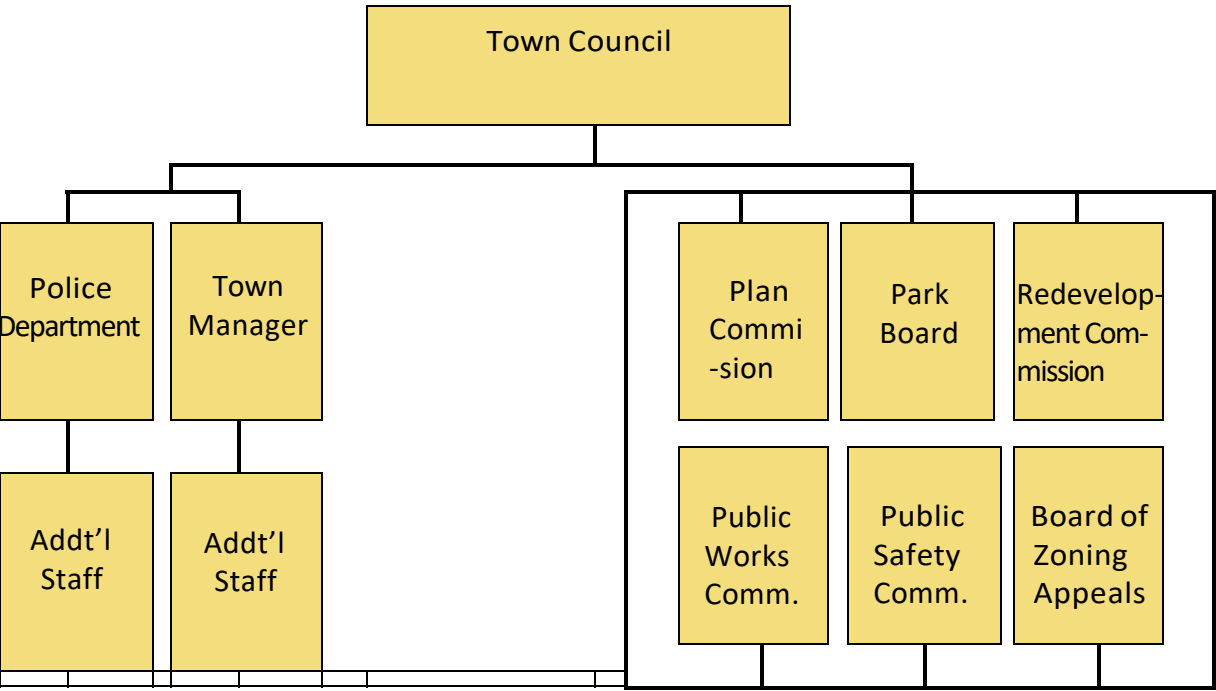 Town Council
Police
Department
Town
Manager
Plan
Commi
-sion
Park
Board
Redevelop-
ment Com-
mission
Addt’l
Staff
Addt’l
Staff
Public
Works
Comm.
Public
Safety
Comm.
Board of
Zoning
Appeals